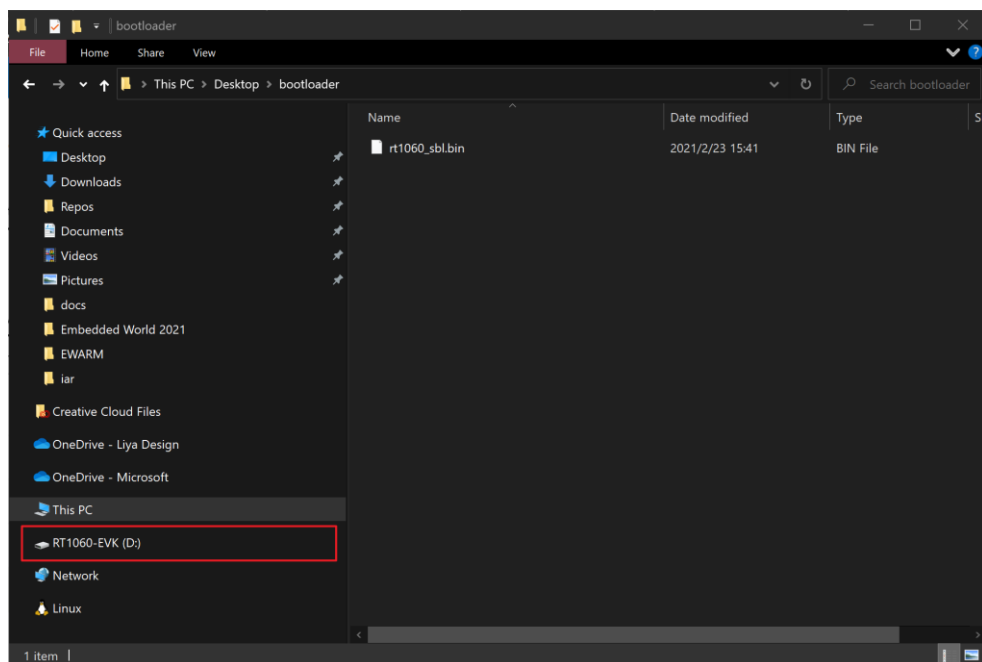 bootloader
File Home Share View
This PC > Desktop > bootloader
Search bootloader
Name Date modified Type S
rt1060_sbl.bin 2021/2/23 15:41 BIN File
Quick access
Desktop
Downloads
Repos
Documents
Videos
Pictures
docs
Embedded World 2021
EWARM
iar
Creative Cloud Files
OneDrive - Liya Design
OneDrive - Microsoft
This PC
RT1060-EVK (D:)
Network
Linux
1 item